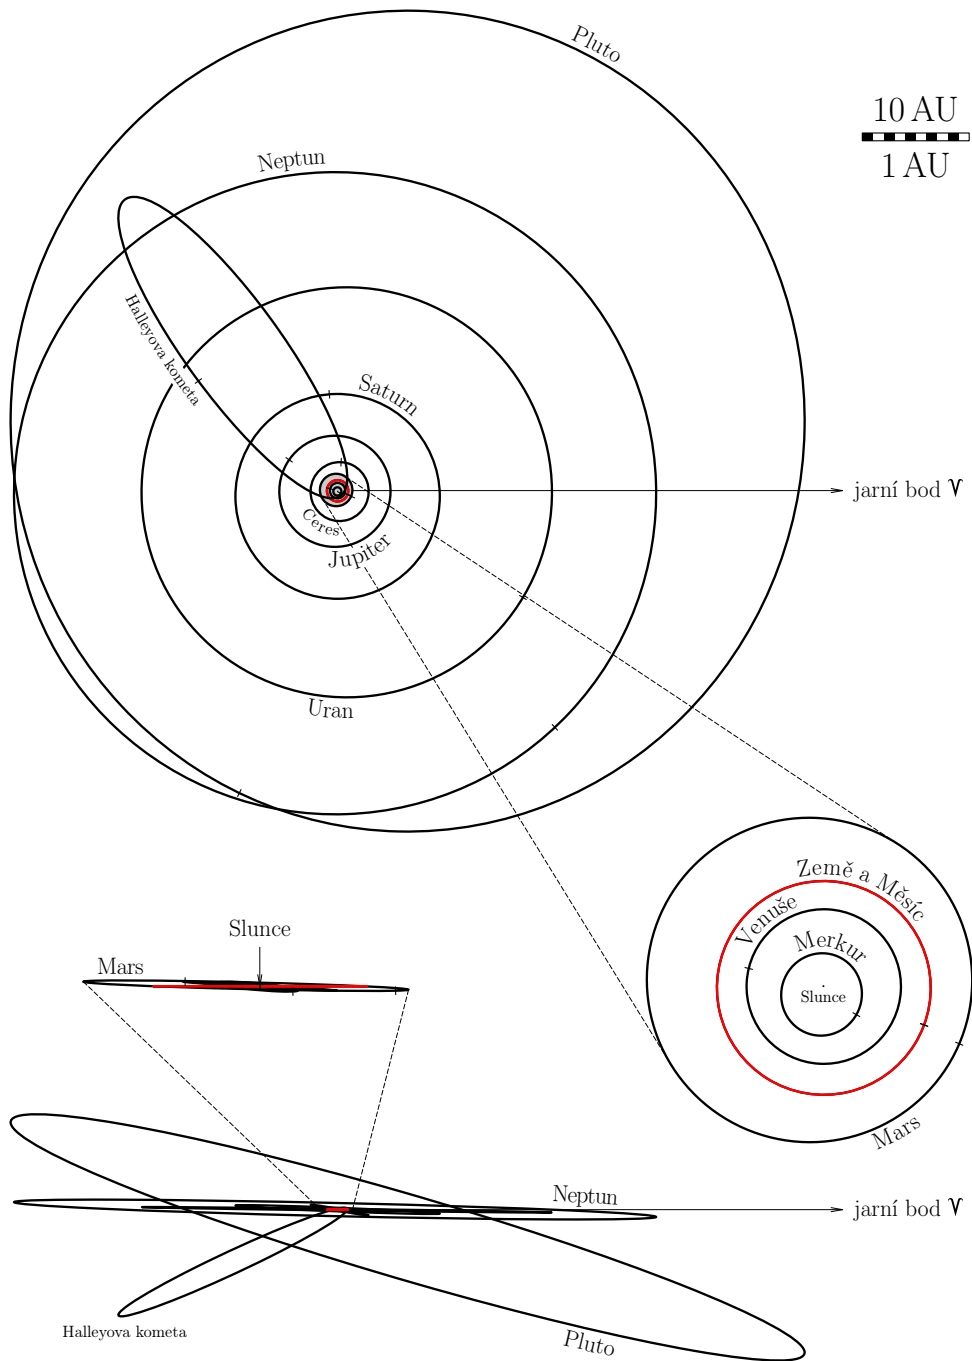 Pluto
10 AU
1 AU
Neptun
Halleyova kometa
Saturn
jarní bod ♈
Ceres
Jupiter
Uran
Země a Měsíc
Venuše
Merkur
Slunce
Mars
Slunce
Mars
Neptun
jarní bod ♈
Halleyova kometa
Pluto